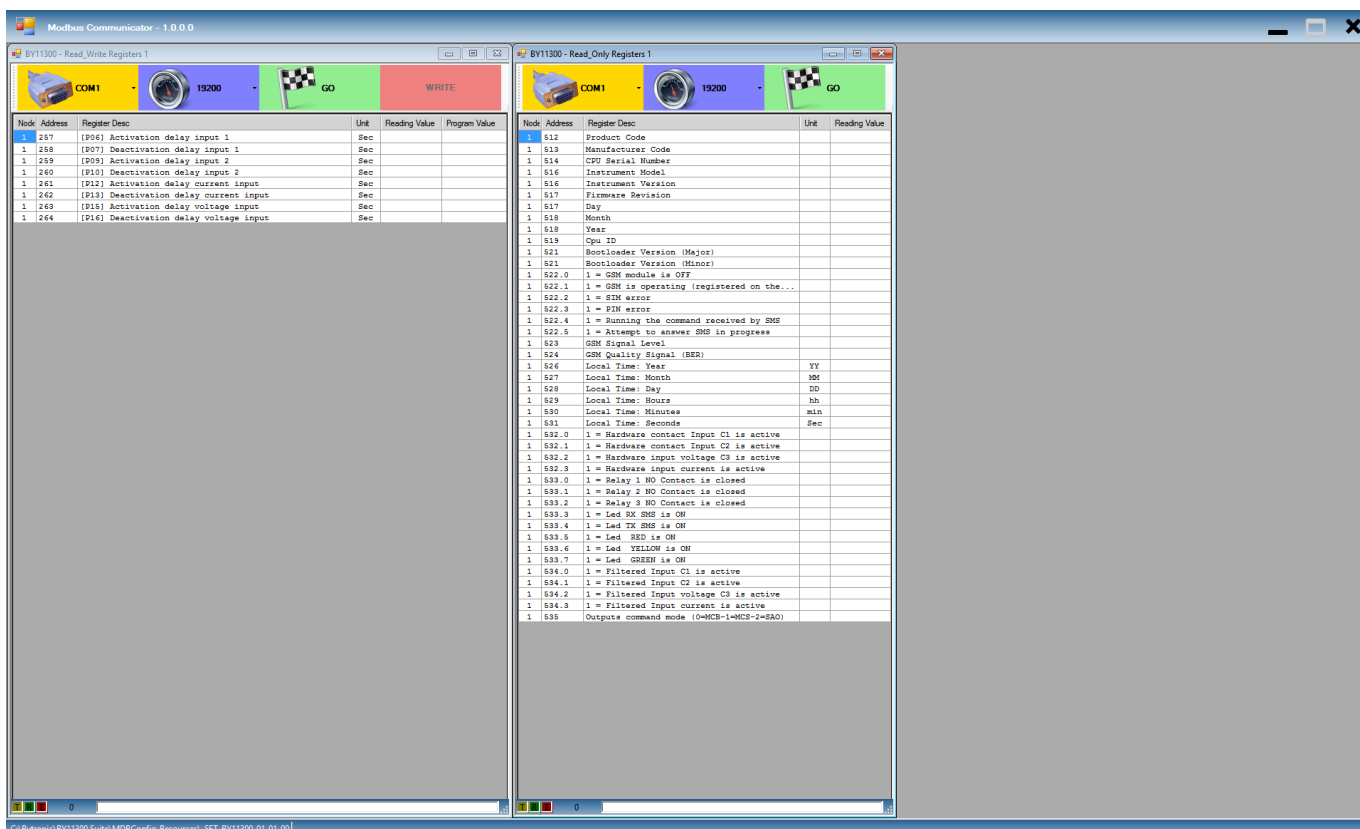 Modbus Communicator - 1.0.0.0
BY11300 - Read_Write Registers 1
COM1 19200 GO WRITE
Node Address Register Desc Unit Reading Value Program Value
1 257 [P06] Activation delay input 1 Sec
1 258 [P07] Deactivation delay input 1 Sec
1 259 [P09] Activation delay input 2 Sec
1 260 [P10] Deactivation delay input 2 Sec
1 261 [P12] Activation delay current input Sec
1 262 [P13] Deactivation delay current input Sec
1 263 [P15] Activation delay voltage input Sec
1 264 [P16] Deactivation delay voltage input Sec
T R E 0
BY11300 - Read_Only Registers 1
COM1 19200 GO
Node Address Register Desc Unit Reading Value
1 512 Product Code
1 513 Manufacturer Code
1 514 CPU Serial Number
1 516 Instrument Model
1 516 Instrument Version
1 517 Firmware Revision
1 517 Day
1 518 Month
1 518 Year
1 519 Cpu ID
1 521 Bootloader Version (Major)
1 521 Bootloader Version (Minor)
1 522.0 1 = GSM module is OFF
1 522.1 1 = GSM is operating (registered on the...
1 522.2 1 = SIM error
1 522.3 1 = PIN error
1 522.4 1 = Running the command received by SMS
1 522.5 1 = Attempt to answer SMS in progress
1 523 GSM Signal Level
1 524 GSM Quality Signal (BER)
1 526 Local Time: Year YY
1 527 Local Time: Month MM
1 528 Local Time: Day DD
1 529 Local Time: Hours hh
1 530 Local Time: Minutes min
1 531 Local Time: Seconds Sec
1 532.0 1 = Hardware contact Input C1 is active
1 532.1 1 = Hardware contact Input C2 is active
1 532.2 1 = Hardware input voltage C3 is active
1 532.3 1 = Hardware input current is active
1 533.0 1 = Relay 1 NO Contact is closed
1 533.1 1 = Relay 2 NO Contact is closed
1 533.2 1 = Relay 3 NO Contact is closed
1 533.3 1 = Led RX SMS is ON
1 533.4 1 = Led TX SMS is ON
1 533.5 1 = Led  RED is ON
1 533.6 1 = Led  YELLOW is ON
1 533.7 1 = Led  GREEN is ON
1 534.0 1 = Filtered Input C1 is active
1 534.1 1 = Filtered Input C2 is active
1 534.2 1 = Filtered Input voltage C3 is active
1 534.3 1 = Filtered Input current is active
1 535 Outputs command mode (0=MCB-1=MCS-2=SAO)
0